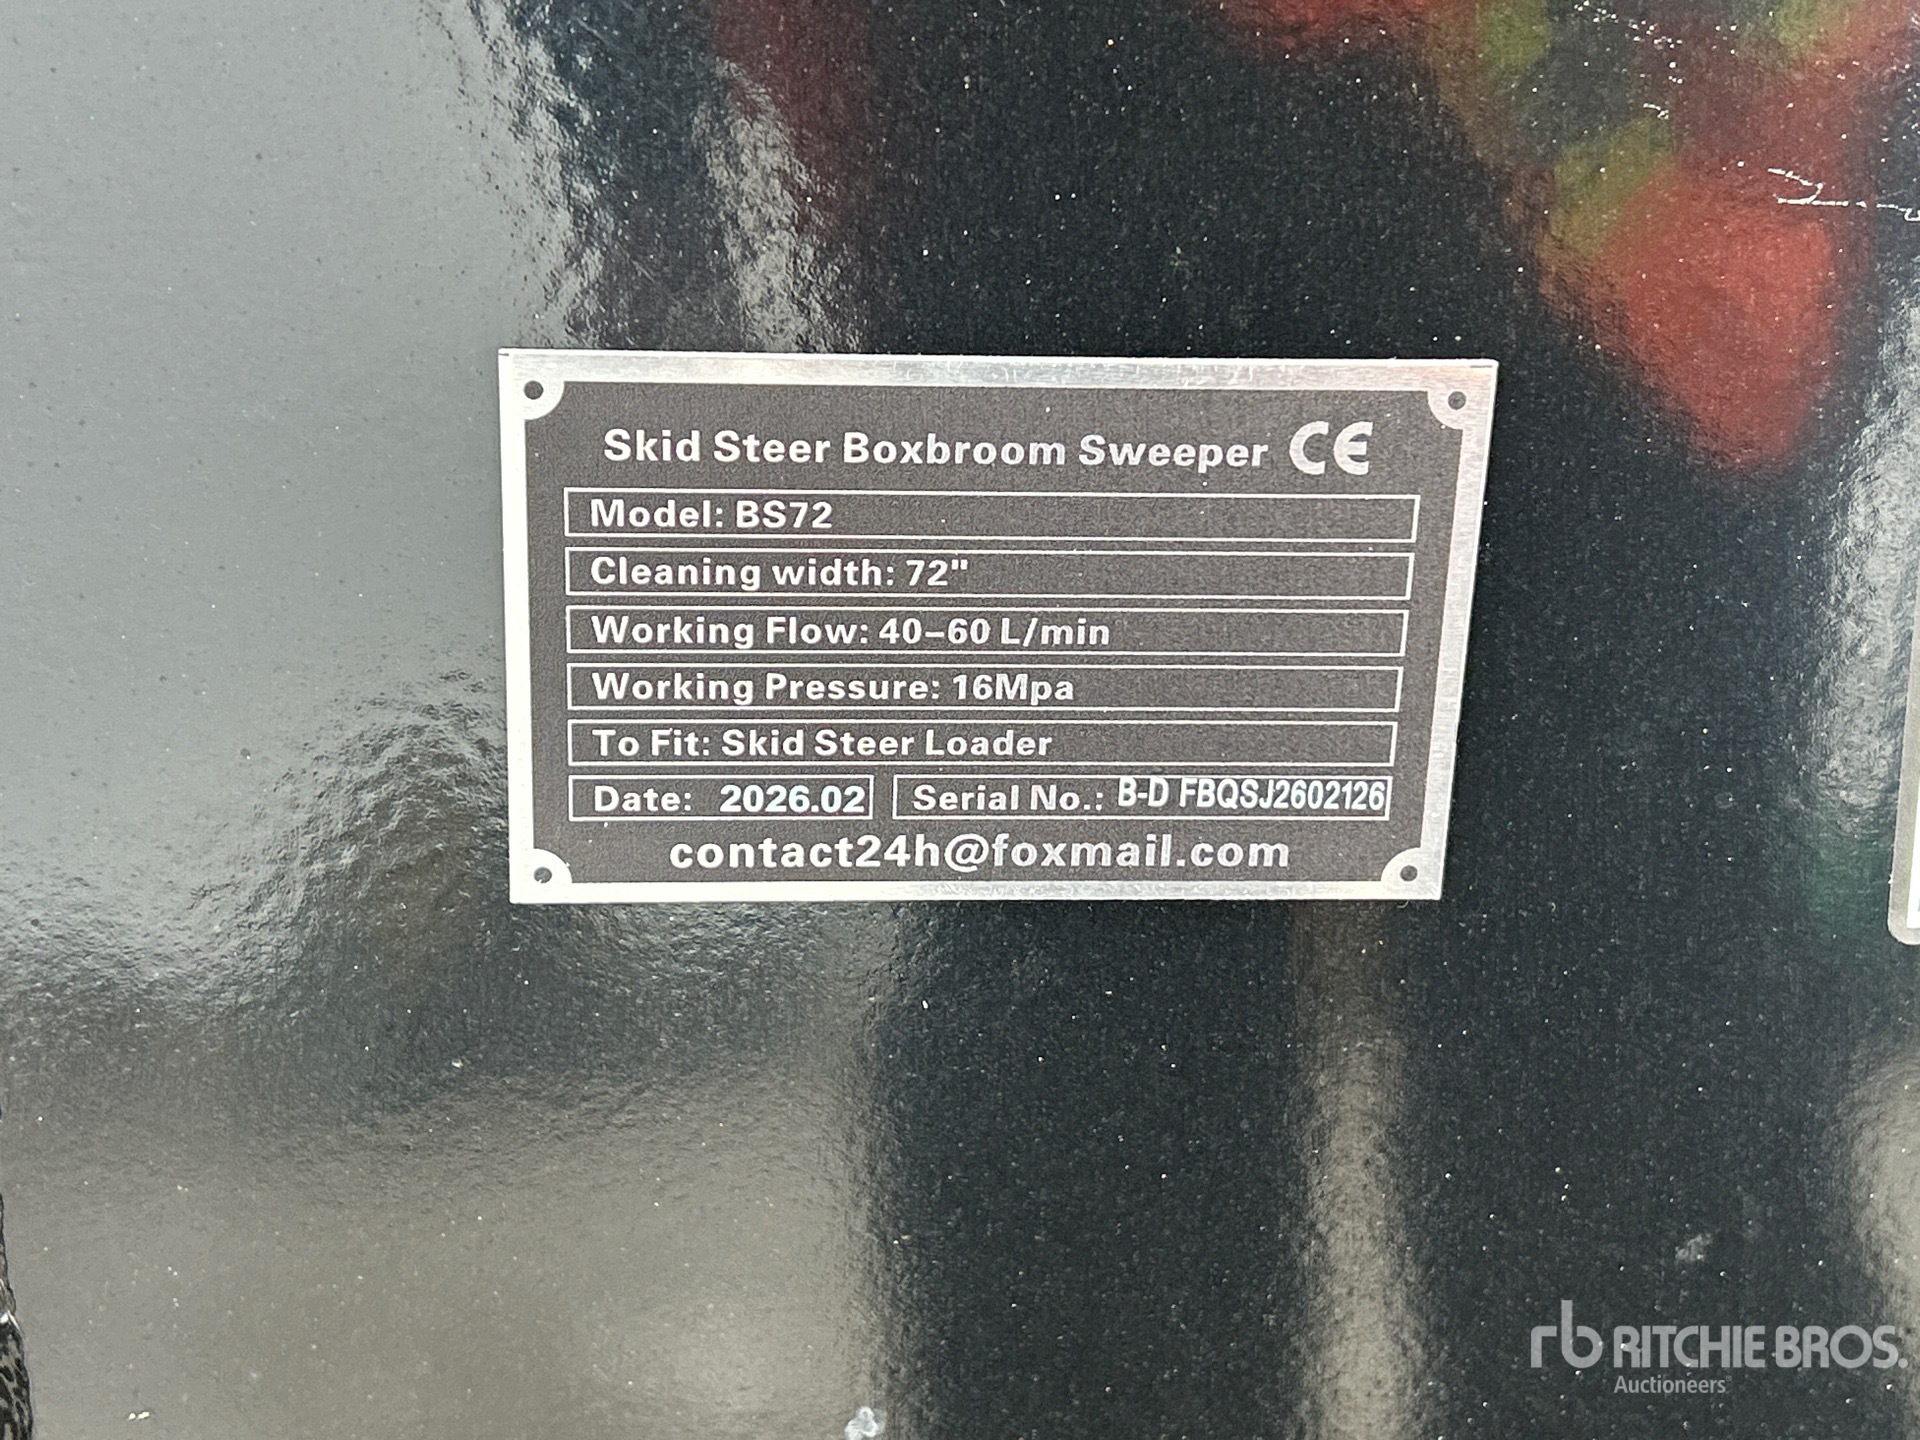 Skid Steer Boxbroom Sweeper CE
Model: BS72
Cleaning width: 72"
Working Flow: 40-60 L/min
Working Pressure: 16Mpa
To Fit: Skid Steer Loader
Date: 2026.02 Serial No.: B-D FBQSJ2602126
contact24h@foxmail.com
rb RITCHIE BROS.
Auctioneers